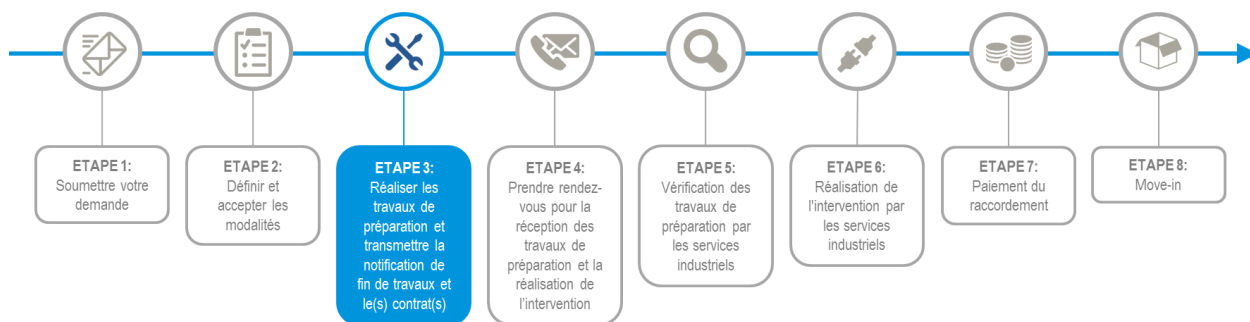 ETAPE 1:
Soumettre votre
demande
ETAPE 2:
Définir et
accepter les
modalités
ETAPE 3:
Réaliser les
travaux de
préparation et
transmettre la
notification de
fin de travaux et
le(s) contrat(s)
ETAPE 4:
Prendre rendez-
vous pour la
réception des
travaux de
préparation et la
réalisation de
l'intervention
ETAPE 5:
Vérification des
travaux de
préparation par
les services
industriels
ETAPE 6:
Réalisation de
l'intervention par
les services
industriels
ETAPE 7:
Paiement du
raccordement
ETAPE 8:
Move-in